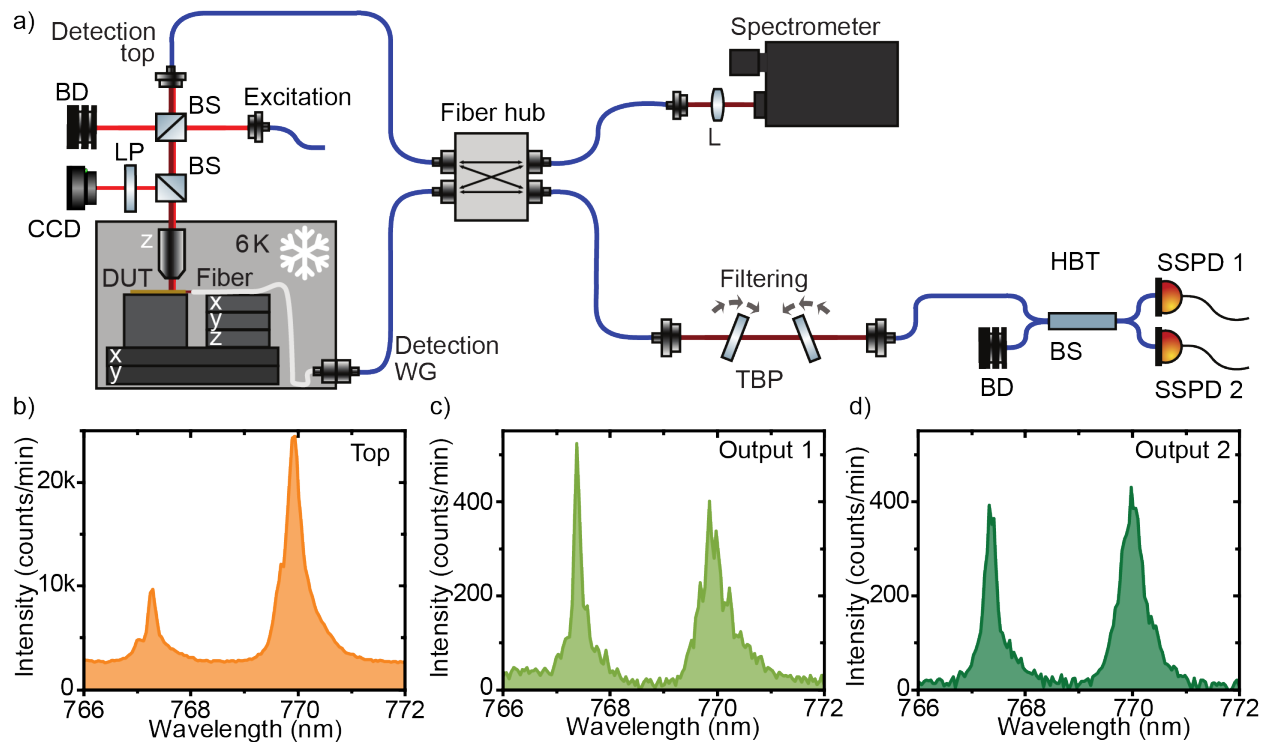 a)
Detection
top
BD
BS
Excitation
LP
BS
CCD
z
6 K
DUT
Fiber
x
y
z
x
y
Detection
WG
Fiber hub
Spectrometer
L
Filtering
TBP
HBT
SSPD 1
BS
BD
SSPD 2
b)
Top
Intensity (counts/min)
20k
10k
0
766
768
770
772
Wavelength (nm)
c)
Output 1
Intensity (counts/min)
400
200
0
766
768
770
772
Wavelength (nm)
d)
Output 2
Intensity (counts/min)
400
200
0
766
768
770
772
Wavelength (nm)